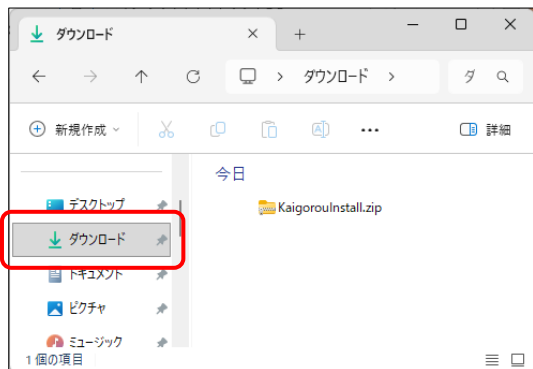 ダウンロード
ダウンロード
ダ
新規作成
詳細
今日
デスクトップ
KaigorouInstall.zip
ダウンロード
ドキュメント
ピクチャ
ミュージック
1 個の項目